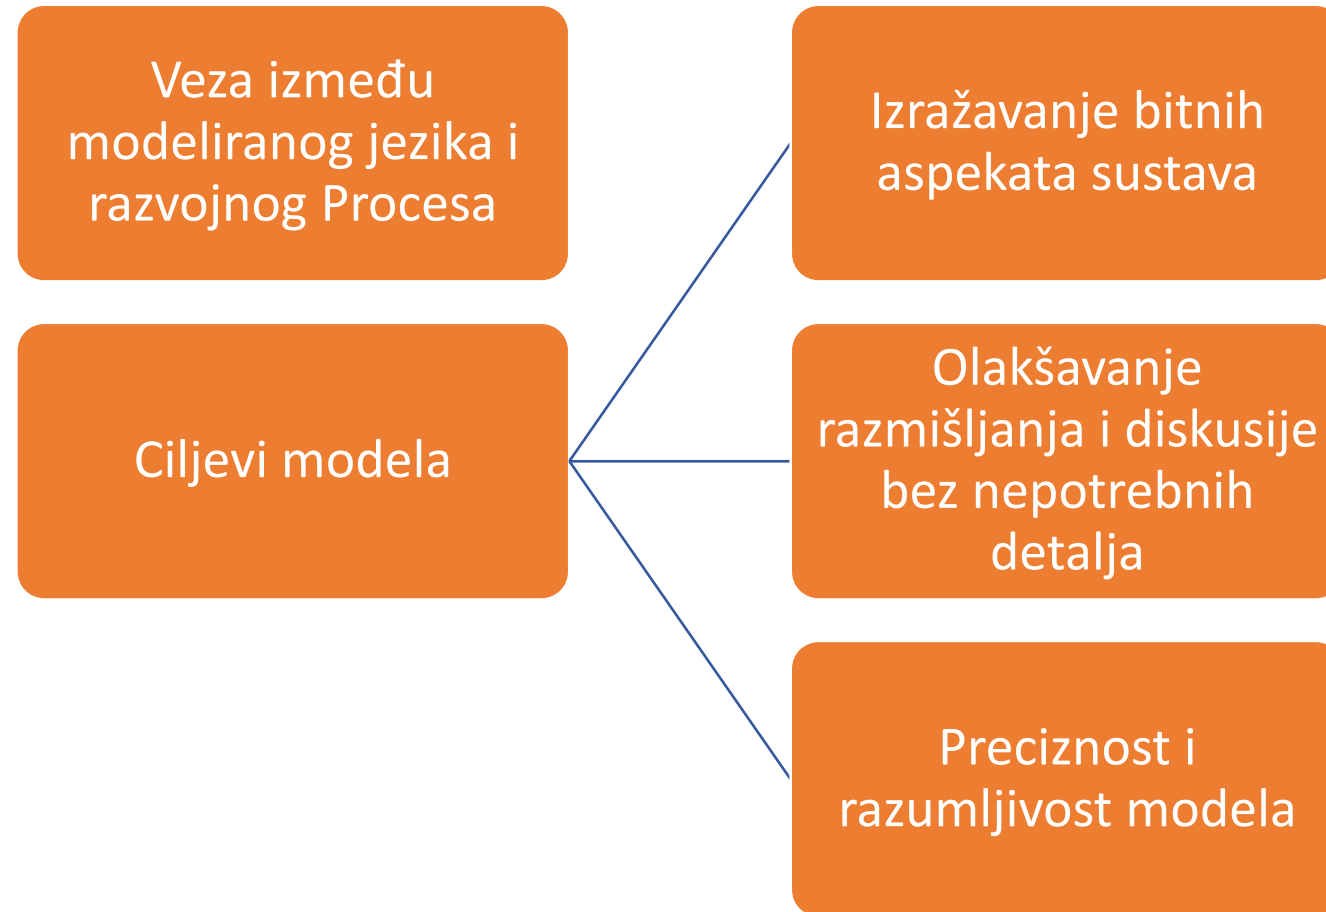 Veza između
modeliranog jezika i
razvojnog Procesa
Ciljevi modela
Izražavanje bitnih
aspekata sustava
Olakšavanje
razmišljanja i diskusije
bez nepotrebnih
detalja
Preciznost i
razumljivost modela